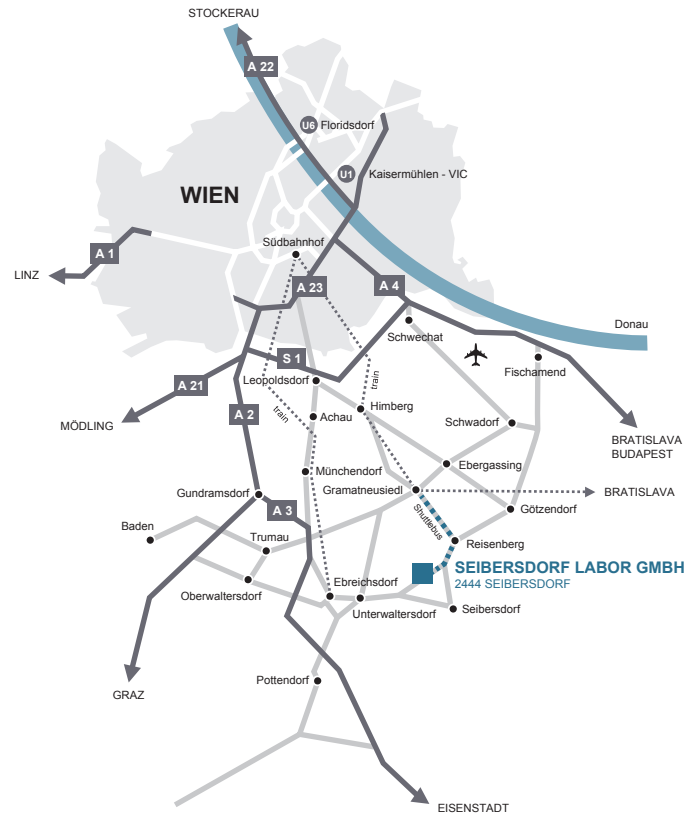 STOCKERAU
A 22
U6 Floridsdorf
U1
Kaisermühlen - VIC
WIEN
Südbahnhof
A 1
LINZ
A 23
A 4
Donau
Schwechat
S 1
Fischamend
Leopoldsdorf
train
train
A 21
Himberg
A 2
Achau
Schwadorf
MÖDLING
BRATISLAVA
BUDAPEST
Ebergassing
Münchendorf
Gramatneusiedl
BRATISLAVA
Gundramsdorf
A 3
Shuttlebus
Götzendorf
Baden
Trumau
Reisenberg
SEIBERSDORF LABOR GMBH
2444 SEIBERSDORF
Ebreichsdorf
Oberwaltersdorf
Unterwaltersdorf
Seibersdorf
Pottendorf
GRAZ
EISENSTADT